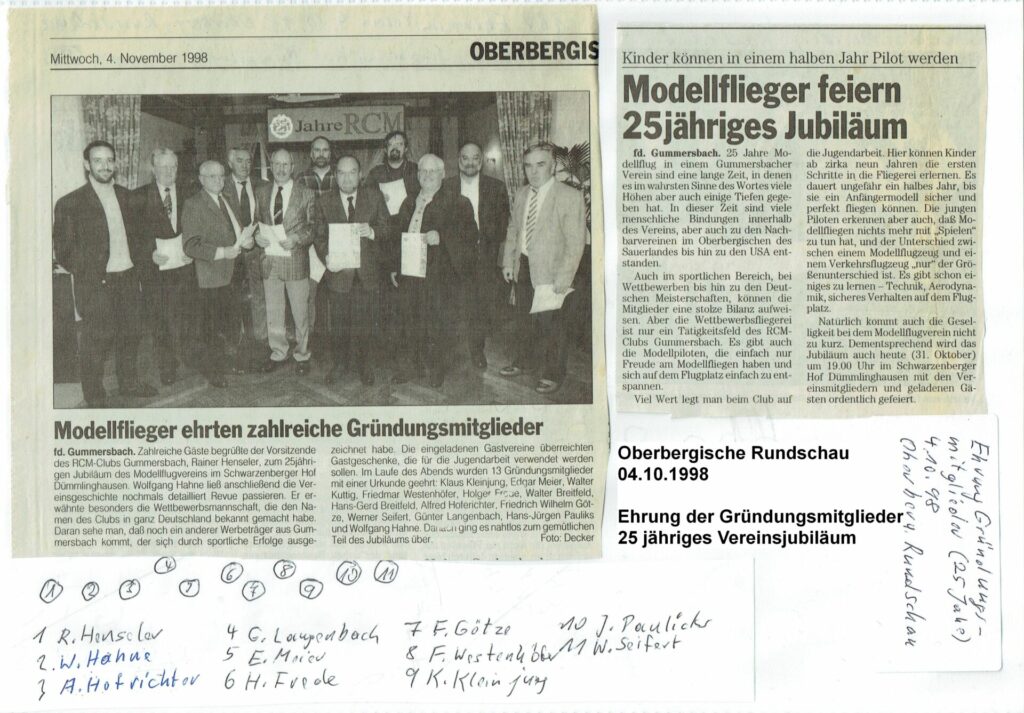 Mittwoch, 4. November 1998
OBERBERGIS
Jahre RCM
Modellflieger ehrten zahlreiche Gründungsmitglieder
fd. Gummersbach. Zahlreiche Gäste begrüßte der Vorsitzende
des RCM-Clubs Gummersbach, Rainer Henseler, zum 25jähri-
gen Jubiläum des Modellflugvereins im Schwarzenberger Hof
Dümmlinghausen. Wolfgang Hahne ließ anschließend die Ver-
einsgeschichte nochmals detailliert Revue passieren. Er er-
wähnte besonders die Wettbewerbsmannschaft, die den Na-
men des Clubs in ganz Deutschland bekannt gemacht habe.
Daran sehe man, daß noch ein anderer Werbeträger aus Gum-
mersbach kommt, der sich durch sportliche Erfolge ausge-
zeichnet habe. Die eingeladenen Gastvereine überreichten
Gastgeschenke, die für die Jugendarbeit verwendet werden
sollen. Im Laufe des Abends wurden 13 Gründungsmitglieder
mit einer Urkunde geehrt: Klaus Kleinjung, Edgar Meier, Walter
Kuttig, Friedmar Westenhöfer, Holger Frede, Walter Breitfeld,
Hans-Gerd Breitfeld, Alfred Hoferichter, Friedrich Wilhelm Göt-
ze, Werner Seifert, Günter Langenbach, Hans-Jürgen Pauliks
und Wolfgang Hahne. Danach ging es nahtlos zum gemütlichen
Teil des Jubiläums über. Foto: Decker
Kinder können in einem halben Jahr Pilot werden
Modellflieger feiern
25jähriges Jubiläum
fd. Gummersbach. 25 Jahre Mo-
dellflug in einem Gummersbacher
Verein sind eine lange Zeit, in denen
es im wahrsten Sinne des Wortes viele
Höhen aber auch einige Tiefen gege-
ben hat. In dieser Zeit sind viele
menschliche Bindungen innerhalb
des Vereins, aber auch zu den Nach-
barvereinen im Oberbergischen des
Sauerlandes bis hin zu den USA ent-
standen.
Auch im sportlichen Bereich, bei
Wettbewerben bis hin zu den Deut-
schen Meisterschaften, können die
Mitglieder eine stolze Bilanz aufwei-
sen. Aber die Wettbewerbsfliegerei
ist nur ein Tätigkeitsfeld des RCM-
Clubs Gummersbach. Es gibt auch
die Modellpiloten, die einfach nur
Freude am Modellfliegen haben und
sich auf dem Flugplatz einfach zu ent-
spannen.
Viel Wert legt man beim Club auf
die Jugendarbeit. Hier können Kinder
ab zirka neun Jahren die ersten
Schritte in die Fliegerei erlernen. Es
dauert ungefähr ein halbes Jahr, bis
sie ein Anfängermodell sicher und
perfekt fliegen können. Die jungen
Piloten erkennen aber auch, daß Mo-
dellfliegen nichts mehr mit „Spielen“
zu tun hat, und der Unterschied zwi-
schen einem Modellflugzeug und ei-
nem Verkehrsflugzeug „nur“ der Grö-
ßenunterschied ist. Es gibt schon ei-
niges zu lernen – Technik, Aerodyna-
mik, sicheres Verhalten auf dem Flug-
platz.
Natürlich kommt auch die Gesel-
ligkeit bei dem Modellflugverein nicht
zu kurz. Dementsprechend wird das
Jubiläum auch heute (31. Oktober)
um 19.00 Uhr im Schwarzenberger
Hof Dümmlinghausen mit den Ver-
einsmitgliedern und geladenen Gä-
sten ordentlich gefeiert.
Oberbergische Rundschau
04.10.1998
Ehrung der Gründungsmitglieder
25 jähriges Vereinsjubiläum
Ehrung Gründungs-
mitglieder (25 Jahre)
4.10.98
Oberberg. Rundschau
1 2 3 4 5 6 7 8 9 10 11
1 R. Henseler
2. W. Hahne
3 A. Hofrichter
4 G. Langenbach
5 E. Meier
6 H. Frede
7 F. Götze
8 F. Westenhöfer
9 K. Kleinjung
10 J. Paulicks
11 W. Seifert